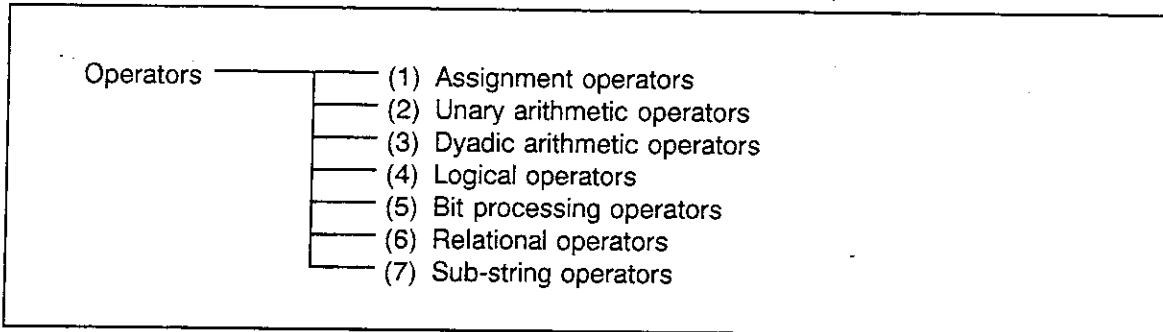 Operators
(1) Assignment operators
(2) Unary arithmetic operators
(3) Dyadic arithmetic operators
(4) Logical operators
(5) Bit processing operators
(6) Relational operators
(7) Sub-string operators